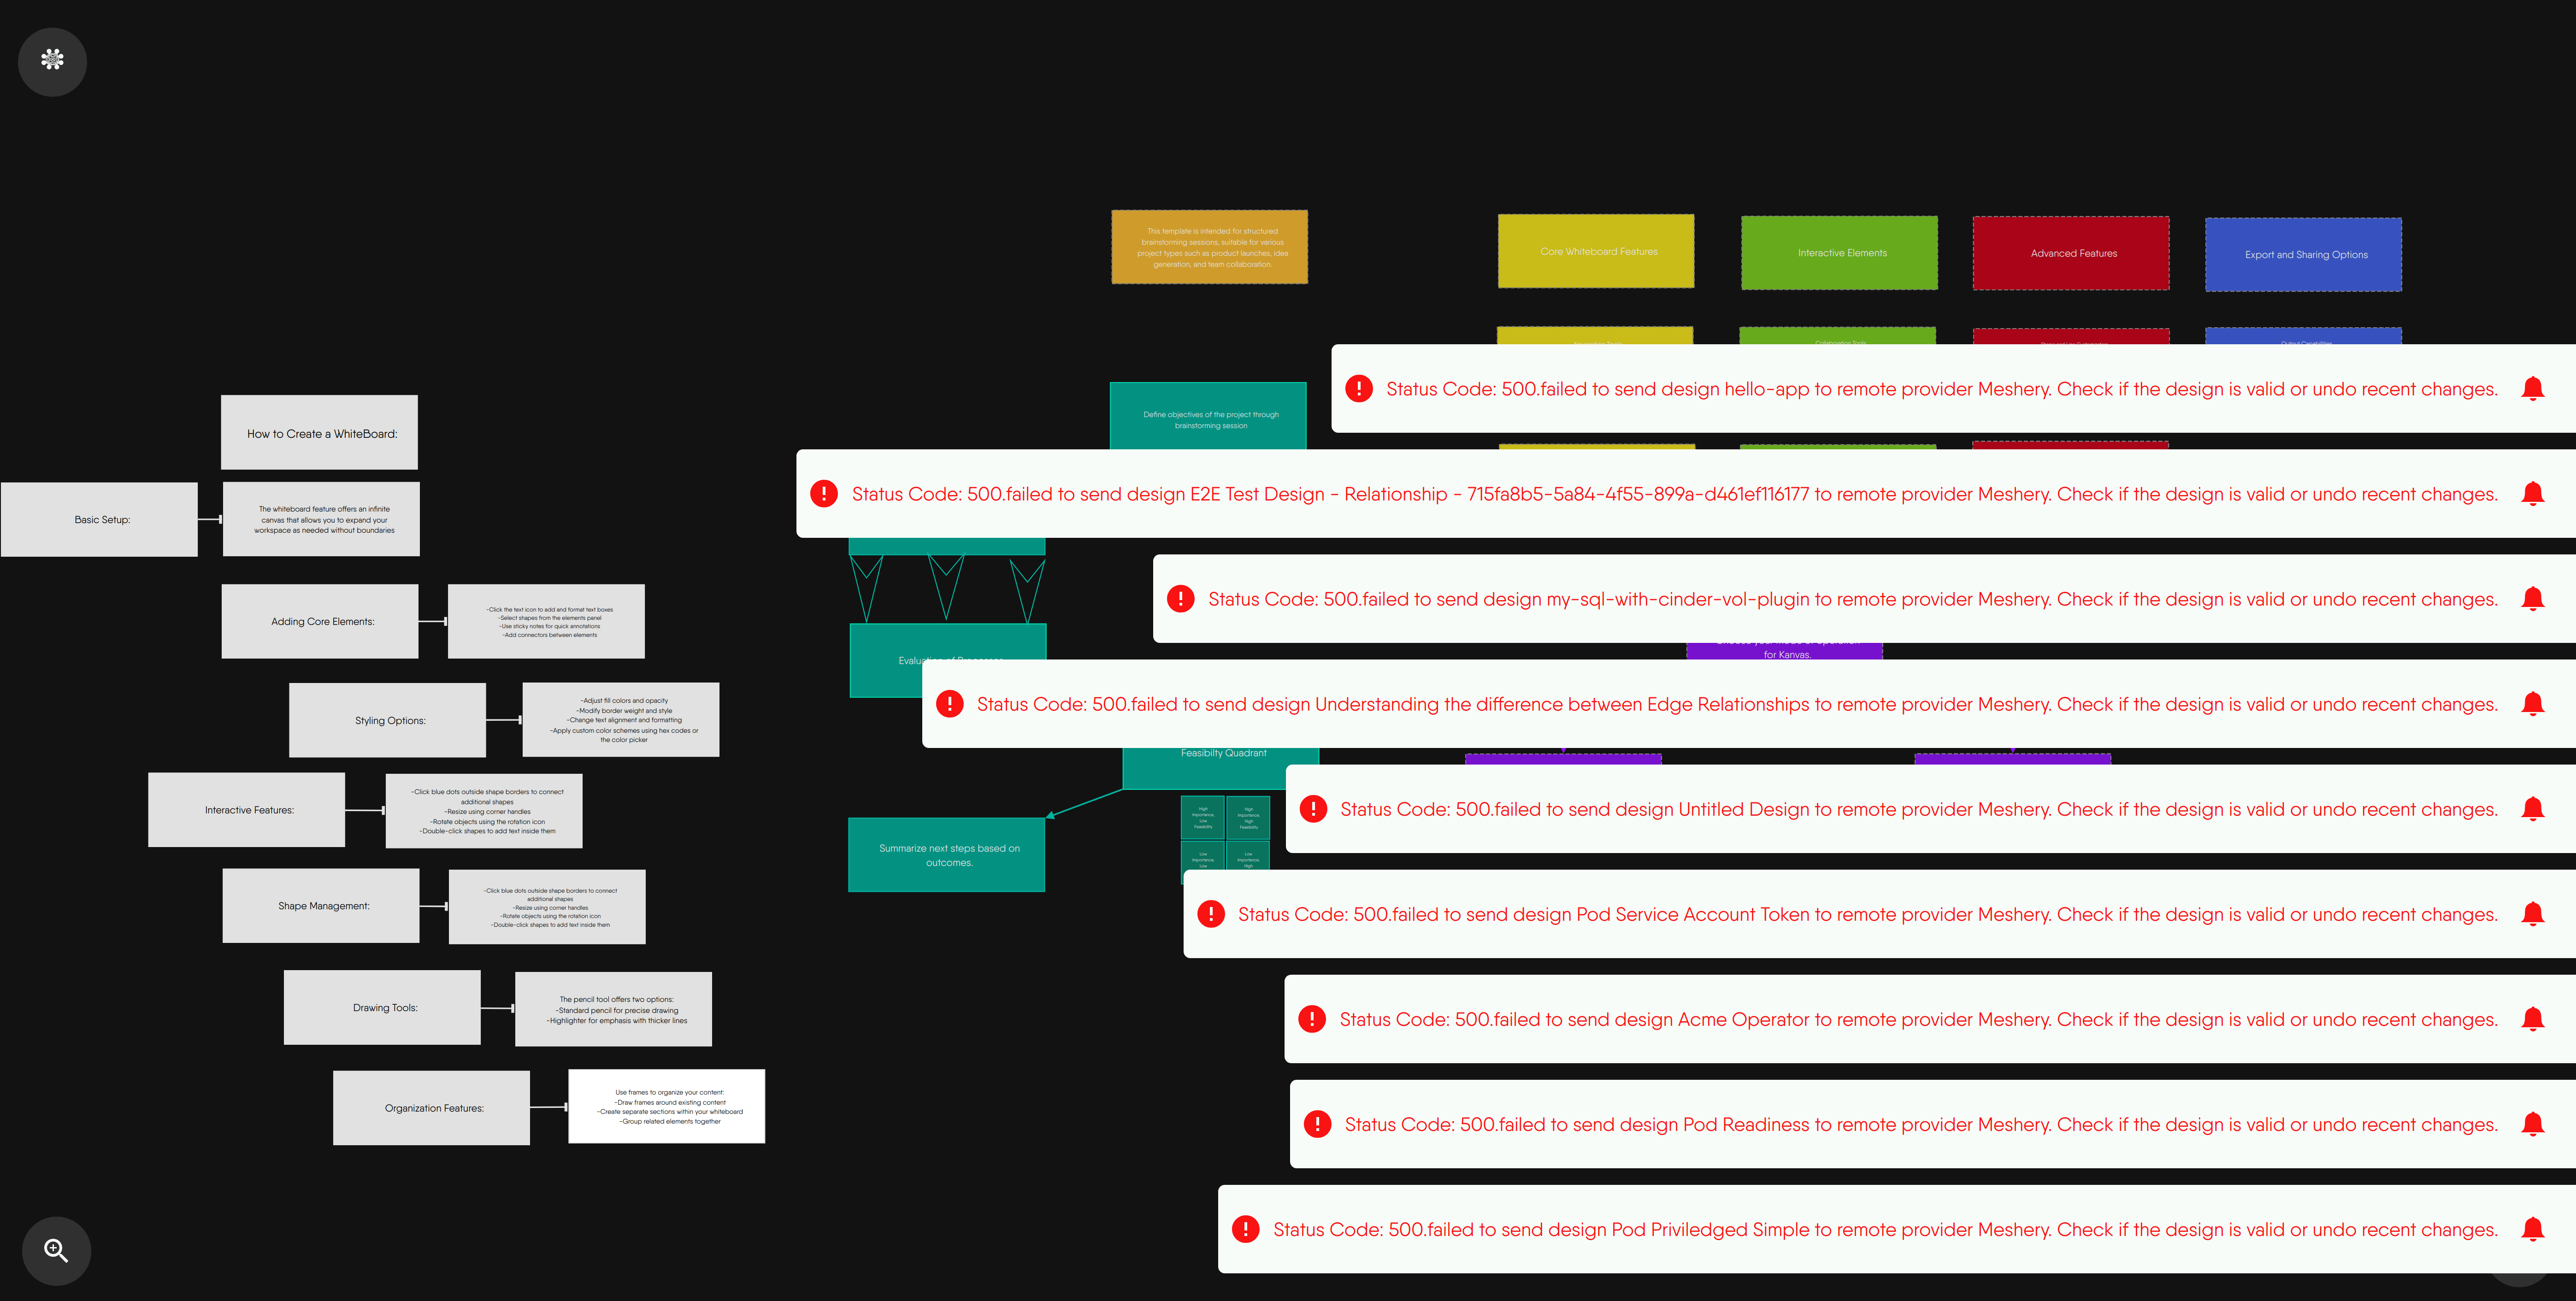 This template is intended for structured
brainstorming sessions, suitable for various
project types such as product launches, idea
generation, and team collaboration.
Core Whiteboard Features
Interactive Elements
Advanced Features
Export and Sharing Options
Collaboration Tools
Output Capabilities
Status Code: 500.failed to send design hello-app to remote provider Meshery. Check if the design is valid or undo recent changes.
Define objectives of the project through
brainstorming session
How to Create a WhiteBoard:
Status Code: 500.failed to send design E2E Test Design - Relationship - 715fa8b5-5a84-4f55-899a-d461ef116177 to remote provider Meshery. Check if the design is valid or undo recent changes.
Basic Setup:
The whiteboard feature offers an infinite
canvas that allows you to expand your
workspace as needed without boundaries
Status Code: 500.failed to send design my-sql-with-cinder-vol-plugin to remote provider Meshery. Check if the design is valid or undo recent changes.
Adding Core Elements:
-Click the text icon to add and format text boxes
-Select shapes from the elements panel
-Use sticky notes for quick annotations
-Add connectors between elements
for Kanvas.
Status Code: 500.failed to send design Understanding the difference between Edge Relationships to remote provider Meshery. Check if the design is valid or undo recent changes.
Styling Options:
-Adjust fill colors and opacity
-Modify border weight and style
-Change text alignment and formatting
-Apply custom color schemes using hex codes or
the color picker
Feasibilty Quadrant
Status Code: 500.failed to send design Untitled Design to remote provider Meshery. Check if the design is valid or undo recent changes.
Interactive Features:
-Click blue dots outside shape borders to connect
additional shapes
-Resize using corner handles
-Rotate objects using the rotation icon
-Double-click shapes to add text inside them
High
Importence,
Low
Feasibility
High
Importence,
High
Feasibility
Summarize next steps based on
outcomes.
Low
Importence,
Low
Low
Importence,
High
Status Code: 500.failed to send design Pod Service Account Token to remote provider Meshery. Check if the design is valid or undo recent changes.
Shape Management:
-Click blue dots outside shape borders to connect
additional shapes
-Resize using corner handles
-Rotate objects using the rotation icon
-Double-click shapes to add text inside them
Status Code: 500.failed to send design Acme Operator to remote provider Meshery. Check if the design is valid or undo recent changes.
Drawing Tools:
The pencil tool offers two options:
-Standard pencil for precise drawing
-Highlighter for emphasis with thicker lines
Status Code: 500.failed to send design Pod Readiness to remote provider Meshery. Check if the design is valid or undo recent changes.
Organization Features:
Use frames to organize your content:
-Draw frames around existing content
-Create separate sections within your whiteboard
-Group related elements together
Status Code: 500.failed to send design Pod Priviledged Simple to remote provider Meshery. Check if the design is valid or undo recent changes.